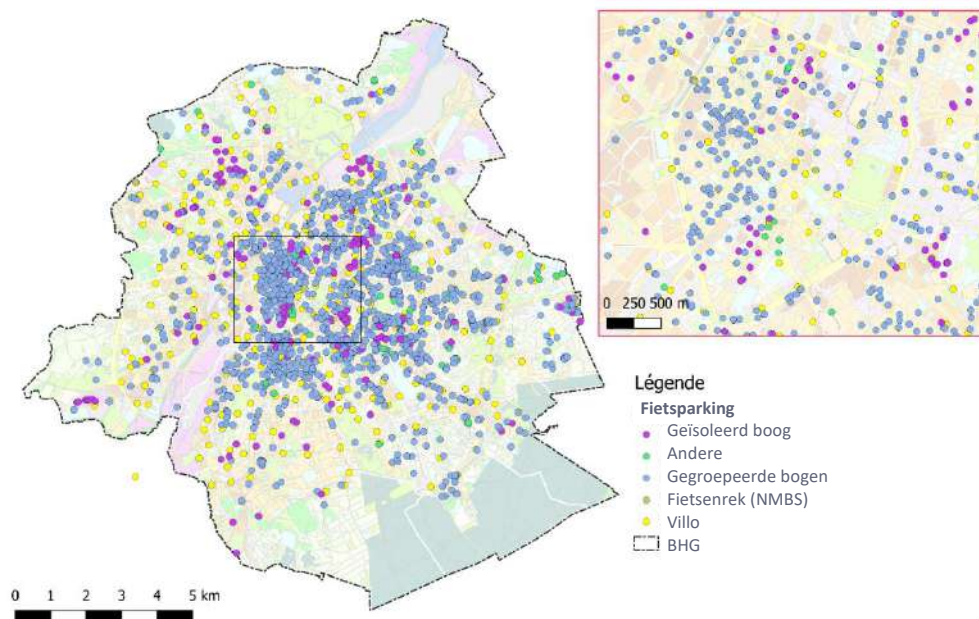 0 250 500 m
Légende
Fietsparking
Geïsoleerd boog
Andere
Gegroepeerde bogen
Fietsenrek (NMBS)
Villo
BHG
0 1 2 3 4 5 km